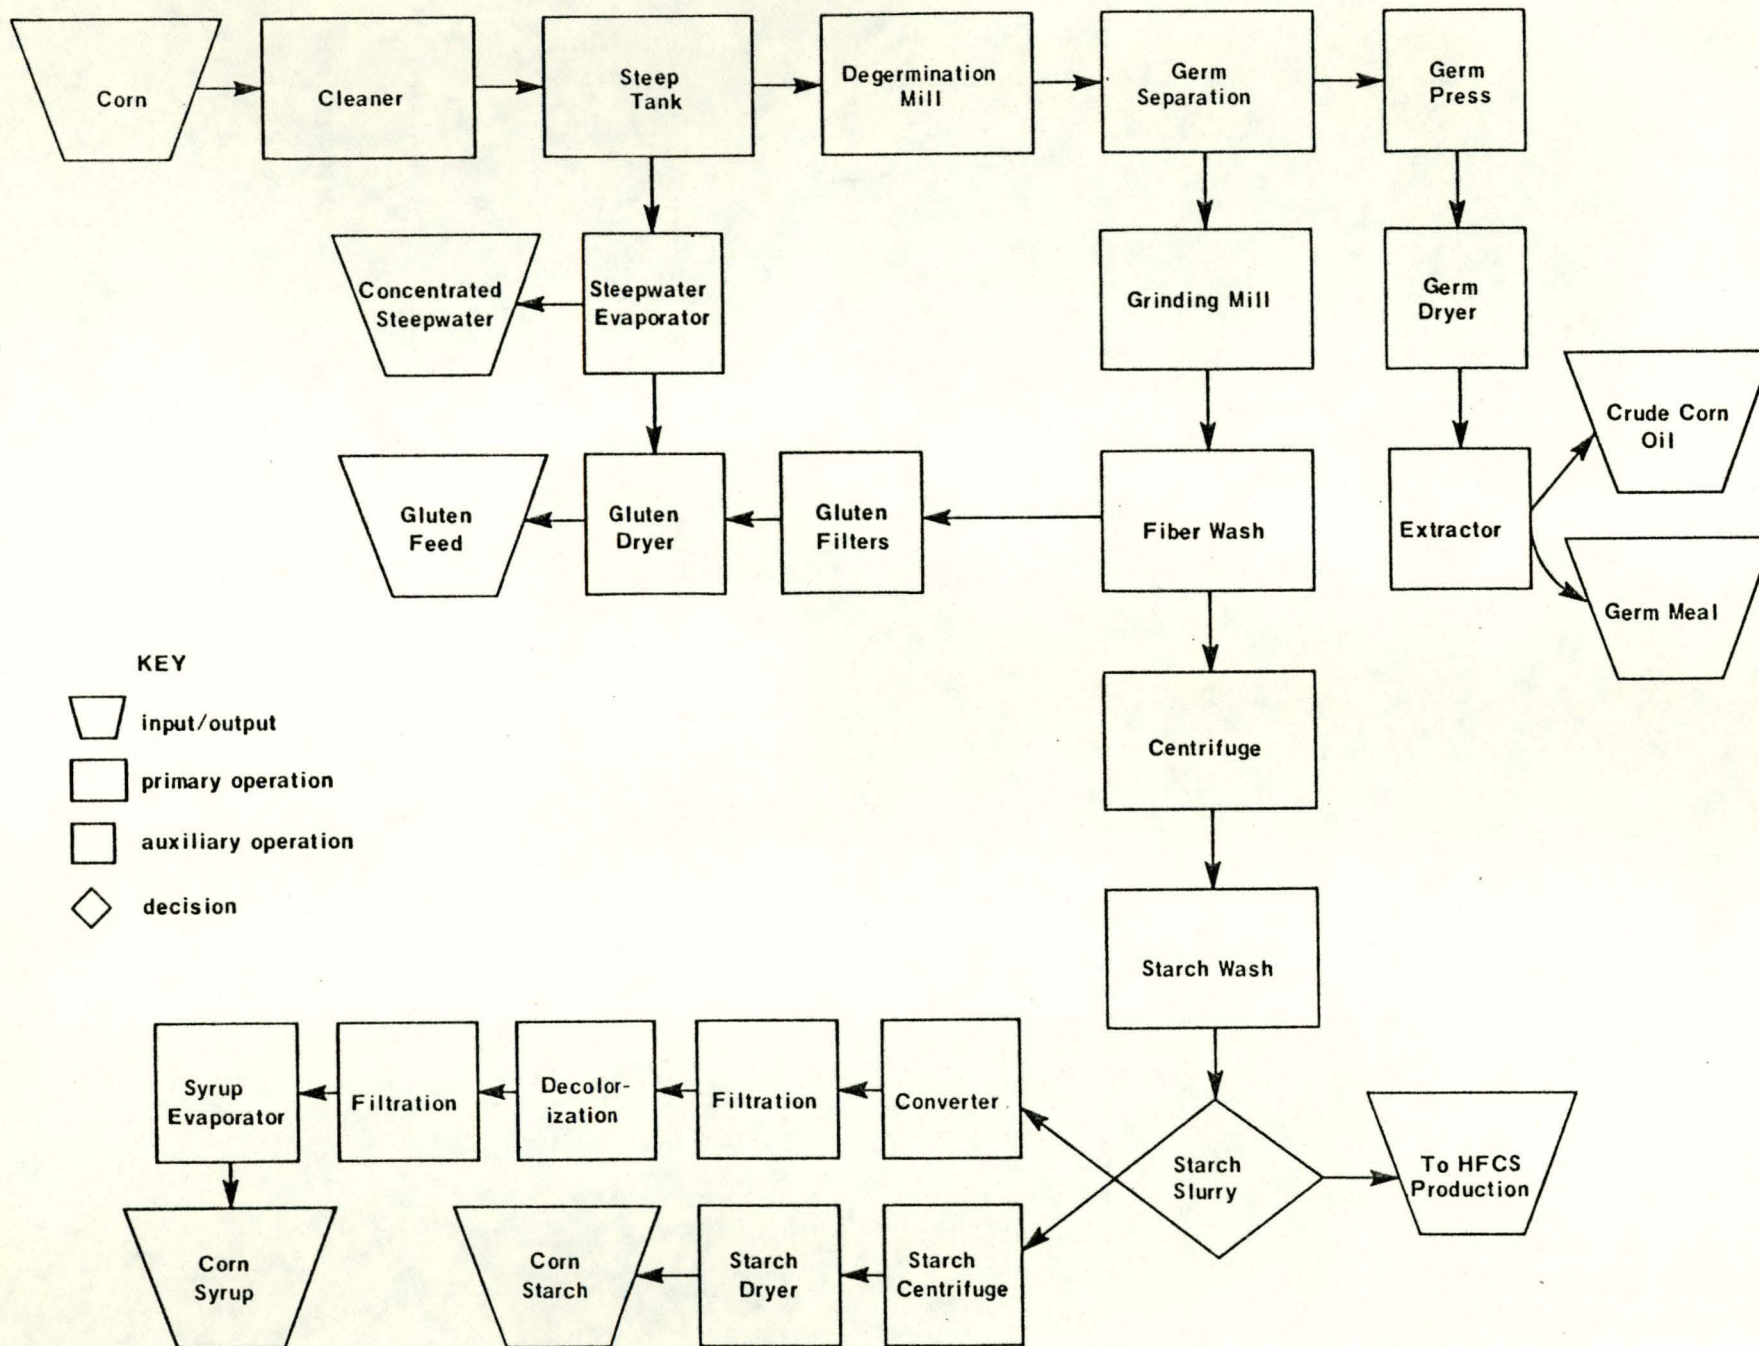 Corn
Cleaner
Steep
Tank
Degermination
Mill
Germ
Separation
Germ
Press
Concentrated
Steepwater
Steepwater
Evaporator
Grinding Mill
Germ
Dryer
Crude Corn
Oil
Gluten
Feed
Gluten
Dryer
Gluten
Filters
Fiber Wash
Extractor
Germ Meal
KEY
input/output
primary operation
auxiliary operation
decision
Centrifuge
Starch Wash
Syrup
Evaporator
Filtration
Decolor-
ization
Filtration
Converter
Starch
Slurry
To HFCS
Production
Corn
Syrup
Corn
Starch
Starch
Dryer
Starch
Centrifuge